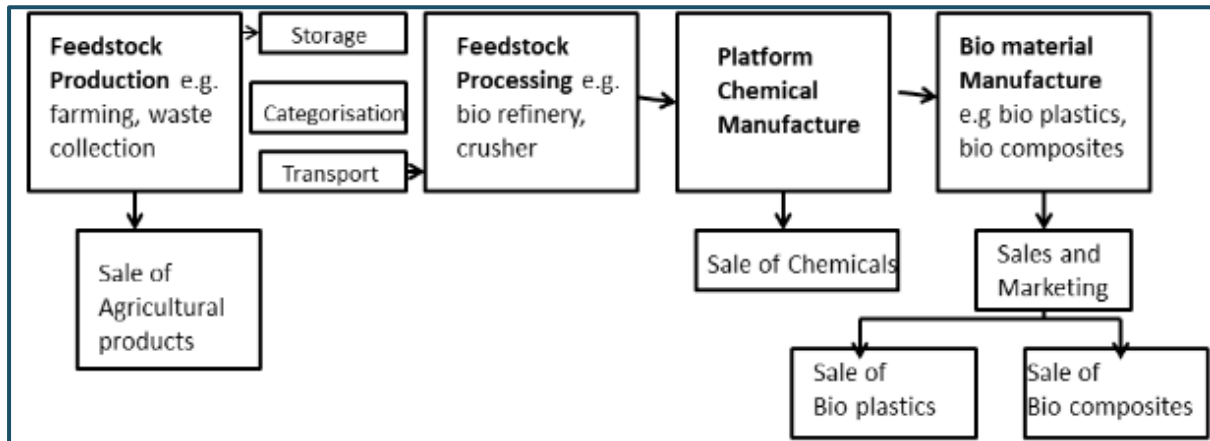 Feedstock
Production e.g.
farming, waste
collection
Storage
Categorisation
Transport
Feedstock
Processing e.g.
bio refinery,
crusher
Platform
Chemical
Manufacture
Bio material
Manufacture
e.g bio plastics,
bio composites
Sale of
Agricultural
products
Sale of Chemicals
Sales and
Marketing
Sale of
Bio plastics
Sale of
Bio composites